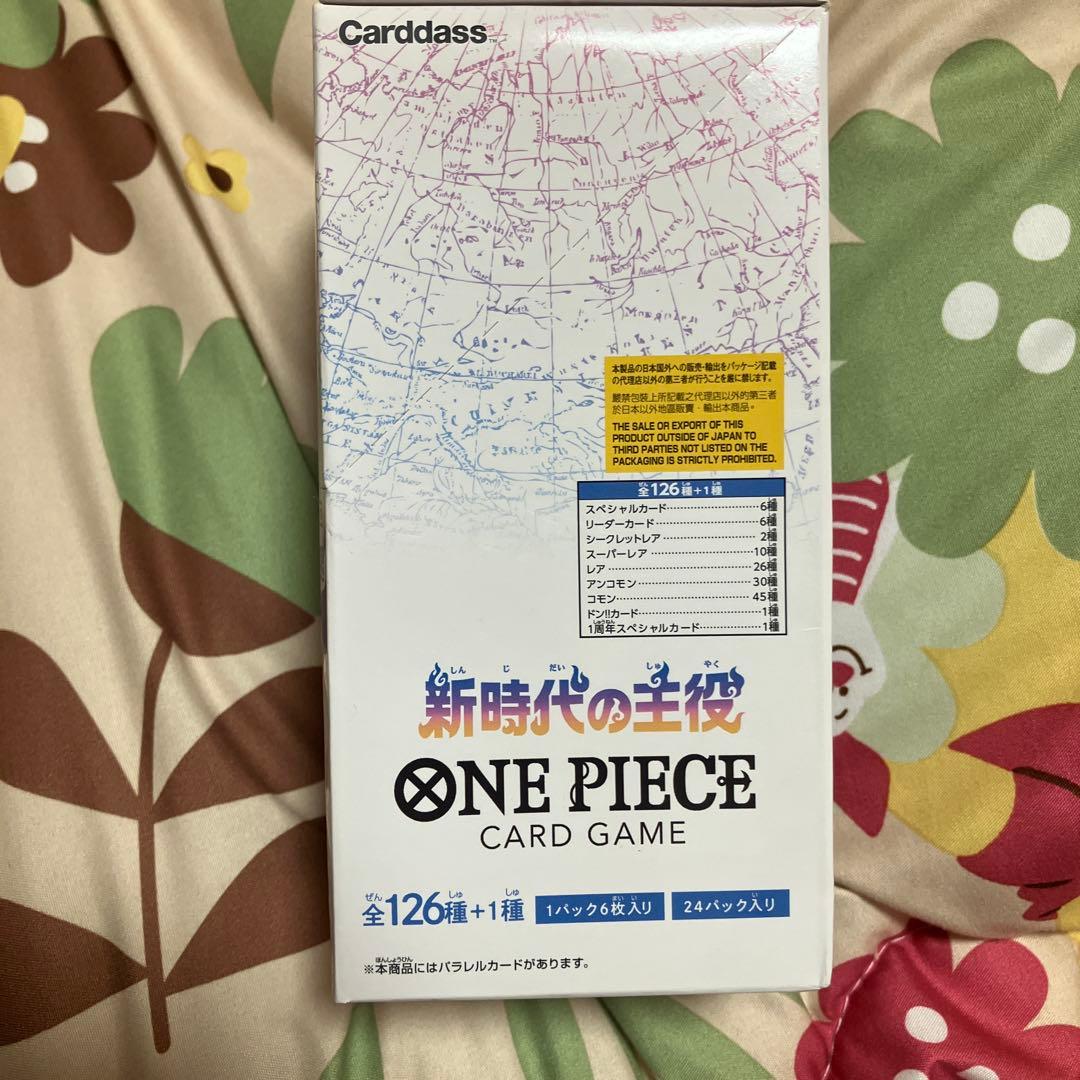 Carddass™
本製品の日本国外への販売・輸出をパッケージ記載
の代理店以外の第三者が行うことを厳に禁じます。
嚴禁包裝上所記載之代理店以外的第三者
於日本以外地區販賣・輸出本商品。
THE SALE OR EXPORT OF THIS
PRODUCT OUTSIDE OF JAPAN TO
THIRD PARTIES NOT LISTED ON THE
PACKAGING IS STRICTLY PROHIBITED.
全126種+1種
スペシャルカード 6種
リーダーカード 6種
シークレットレア 2種
スーパーレア 10種
レア 26種
アンコモン 30種
コモン 45種
ドン!!カード 1種
1周年スペシャルカード 1種
新時代の主役
ONE PIECE
CARD GAME
全126種+1種 1パック6枚入り 24パック入り
※本商品にはパラレルカードがあります。